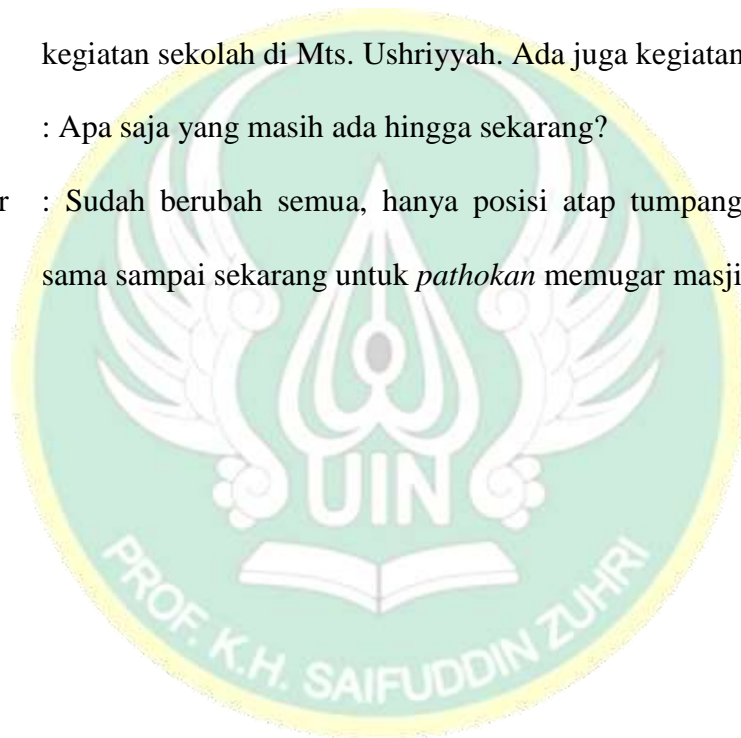 kegiatan sekolah di Mts. Ushriyyah. Ada juga kegiatan
: Apa saja yang masih ada hingga sekarang?
r : Sudah berubah semua, hanya posisi atap tumpang
sama sampai sekarang untuk pathokan memugar masji
UIN
PROF. K.H. SAIFUDDIN ZUHRI